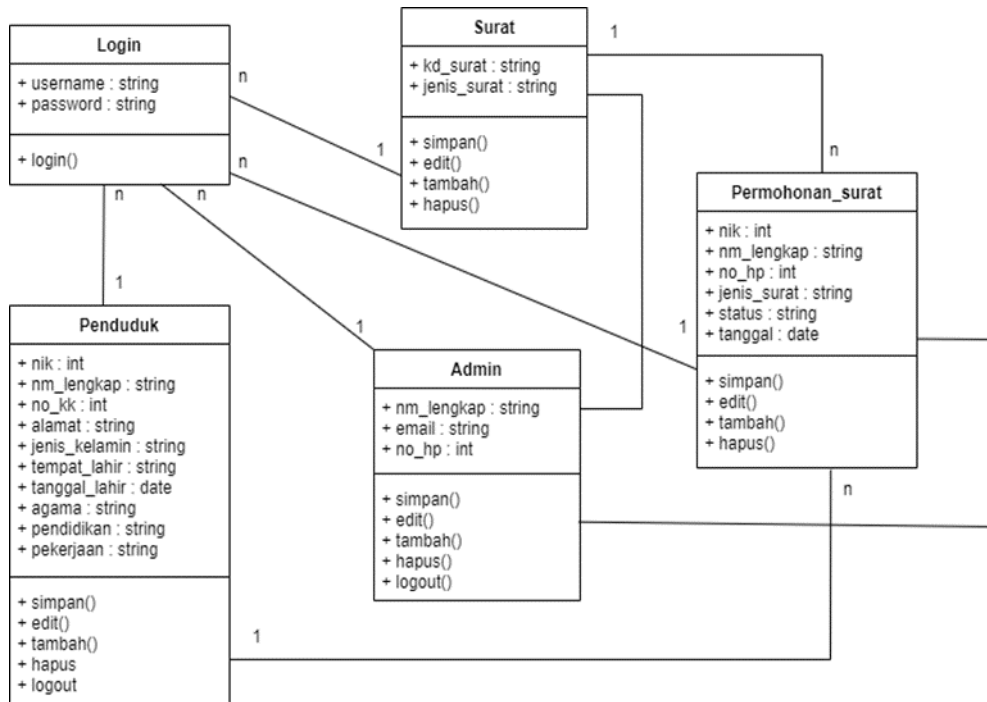 Login
+ username : string
+ password : string
+ login()
n
n
n
n
Surat
+ kd_surat : string
+ jenis_surat : string
+ simpan()
+ edit()
+ tambah()
+ hapus()
1
1
n
Permohonan_surat
+ nik : int
+ nm_lengkap : string
+ no_hp : int
+ jenis_surat : string
+ status : string
+ tanggal : date
+ simpan()
+ edit()
+ tambah()
+ hapus()
1
n
1
Penduduk
+ nik : int
+ nm_lengkap : string
+ no_kk : int
+ alamat : string
+ jenis_kelamin : string
+ tempat_lahir : string
+ tanggal_lahir : date
+ agama : string
+ pendidikan : string
+ pekerjaan : string
+ simpan()
+ edit()
+ tambah()
+ hapus
+ logout
1
1
Admin
+ nm_lengkap : string
+ email : string
+ no_hp : int
+ simpan()
+ edit()
+ tambah()
+ hapus()
+ logout()